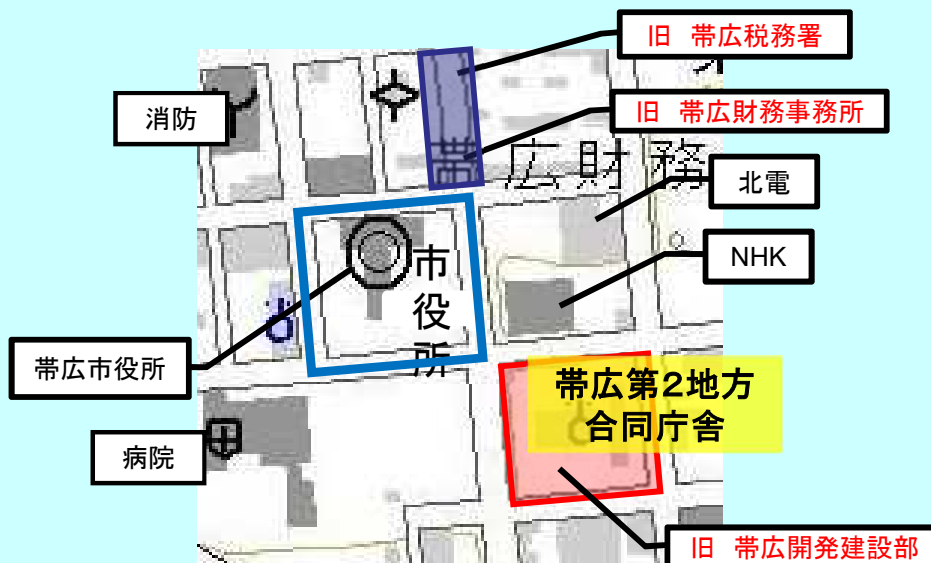 旧 帯広税務署
消防
旧 帯広財務事務所
帯広財務
北電
市役所
NHK
帯広市役所
帯広第2地方
合同庁舎
病院
旧 帯広開発建設部